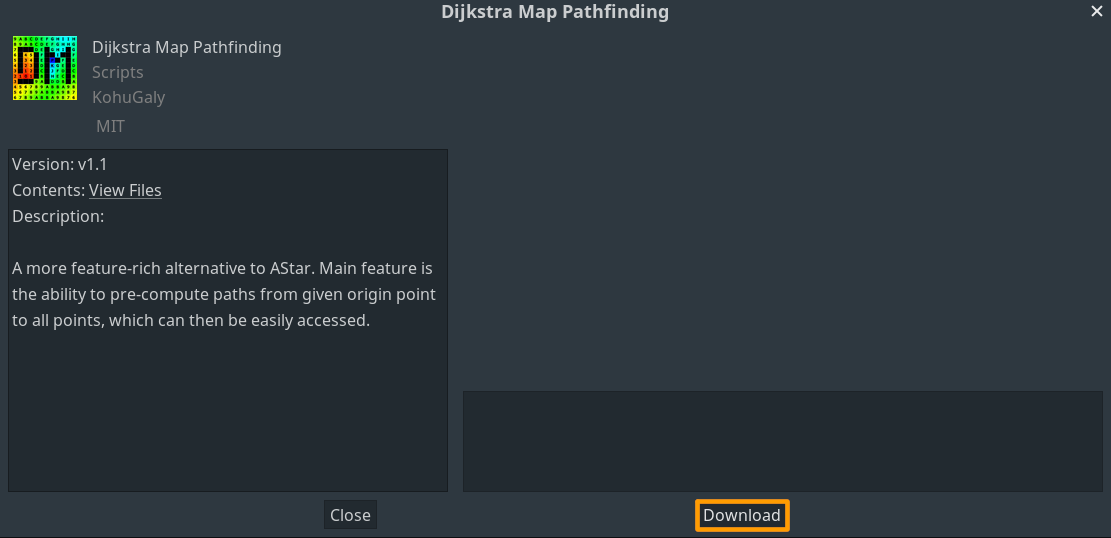 Dijkstra Map Pathfinding
Dijkstra Map Pathfinding
Scripts
KohuGaly
MIT
Version: v1.1
Contents: View Files
Description:
A more feature-rich alternative to AStar. Main feature is
the ability to pre-compute paths from given origin point
to all points, which can then be easily accessed.
Close
Download